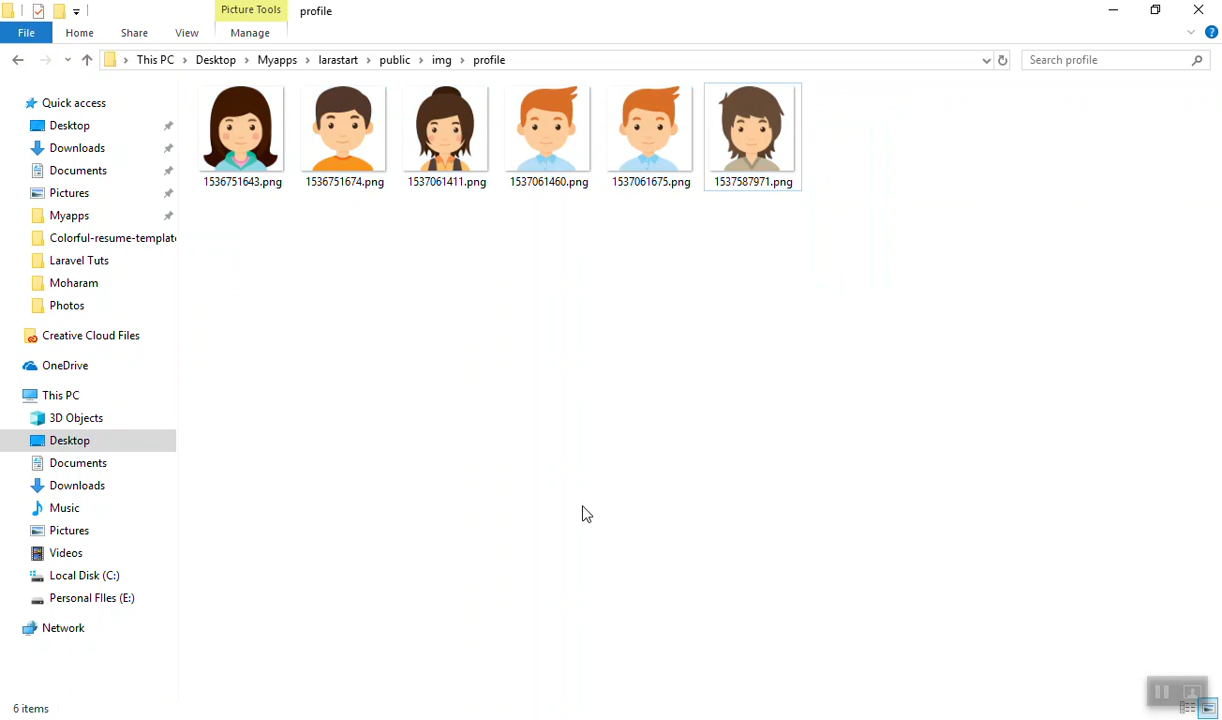 Picture Tools
profile
File
Home
Share
View
Manage
This PC
Desktop
Myapps
larastart
public
img
profile
Search profile
Quick access
Desktop
Downloads
Documents
Pictures
Myapps
Colorful-resume-template
Laravel Tuts
Moharam
Photos
Creative Cloud Files
OneDrive
This PC
3D Objects
Desktop
Documents
Downloads
Music
Pictures
Videos
Local Disk (C:)
Personal FIles (E:)
Network
1536751643.png
1536751674.png
1537061411.png
1537061460.png
1537061675.png
1537587971.png
6 items